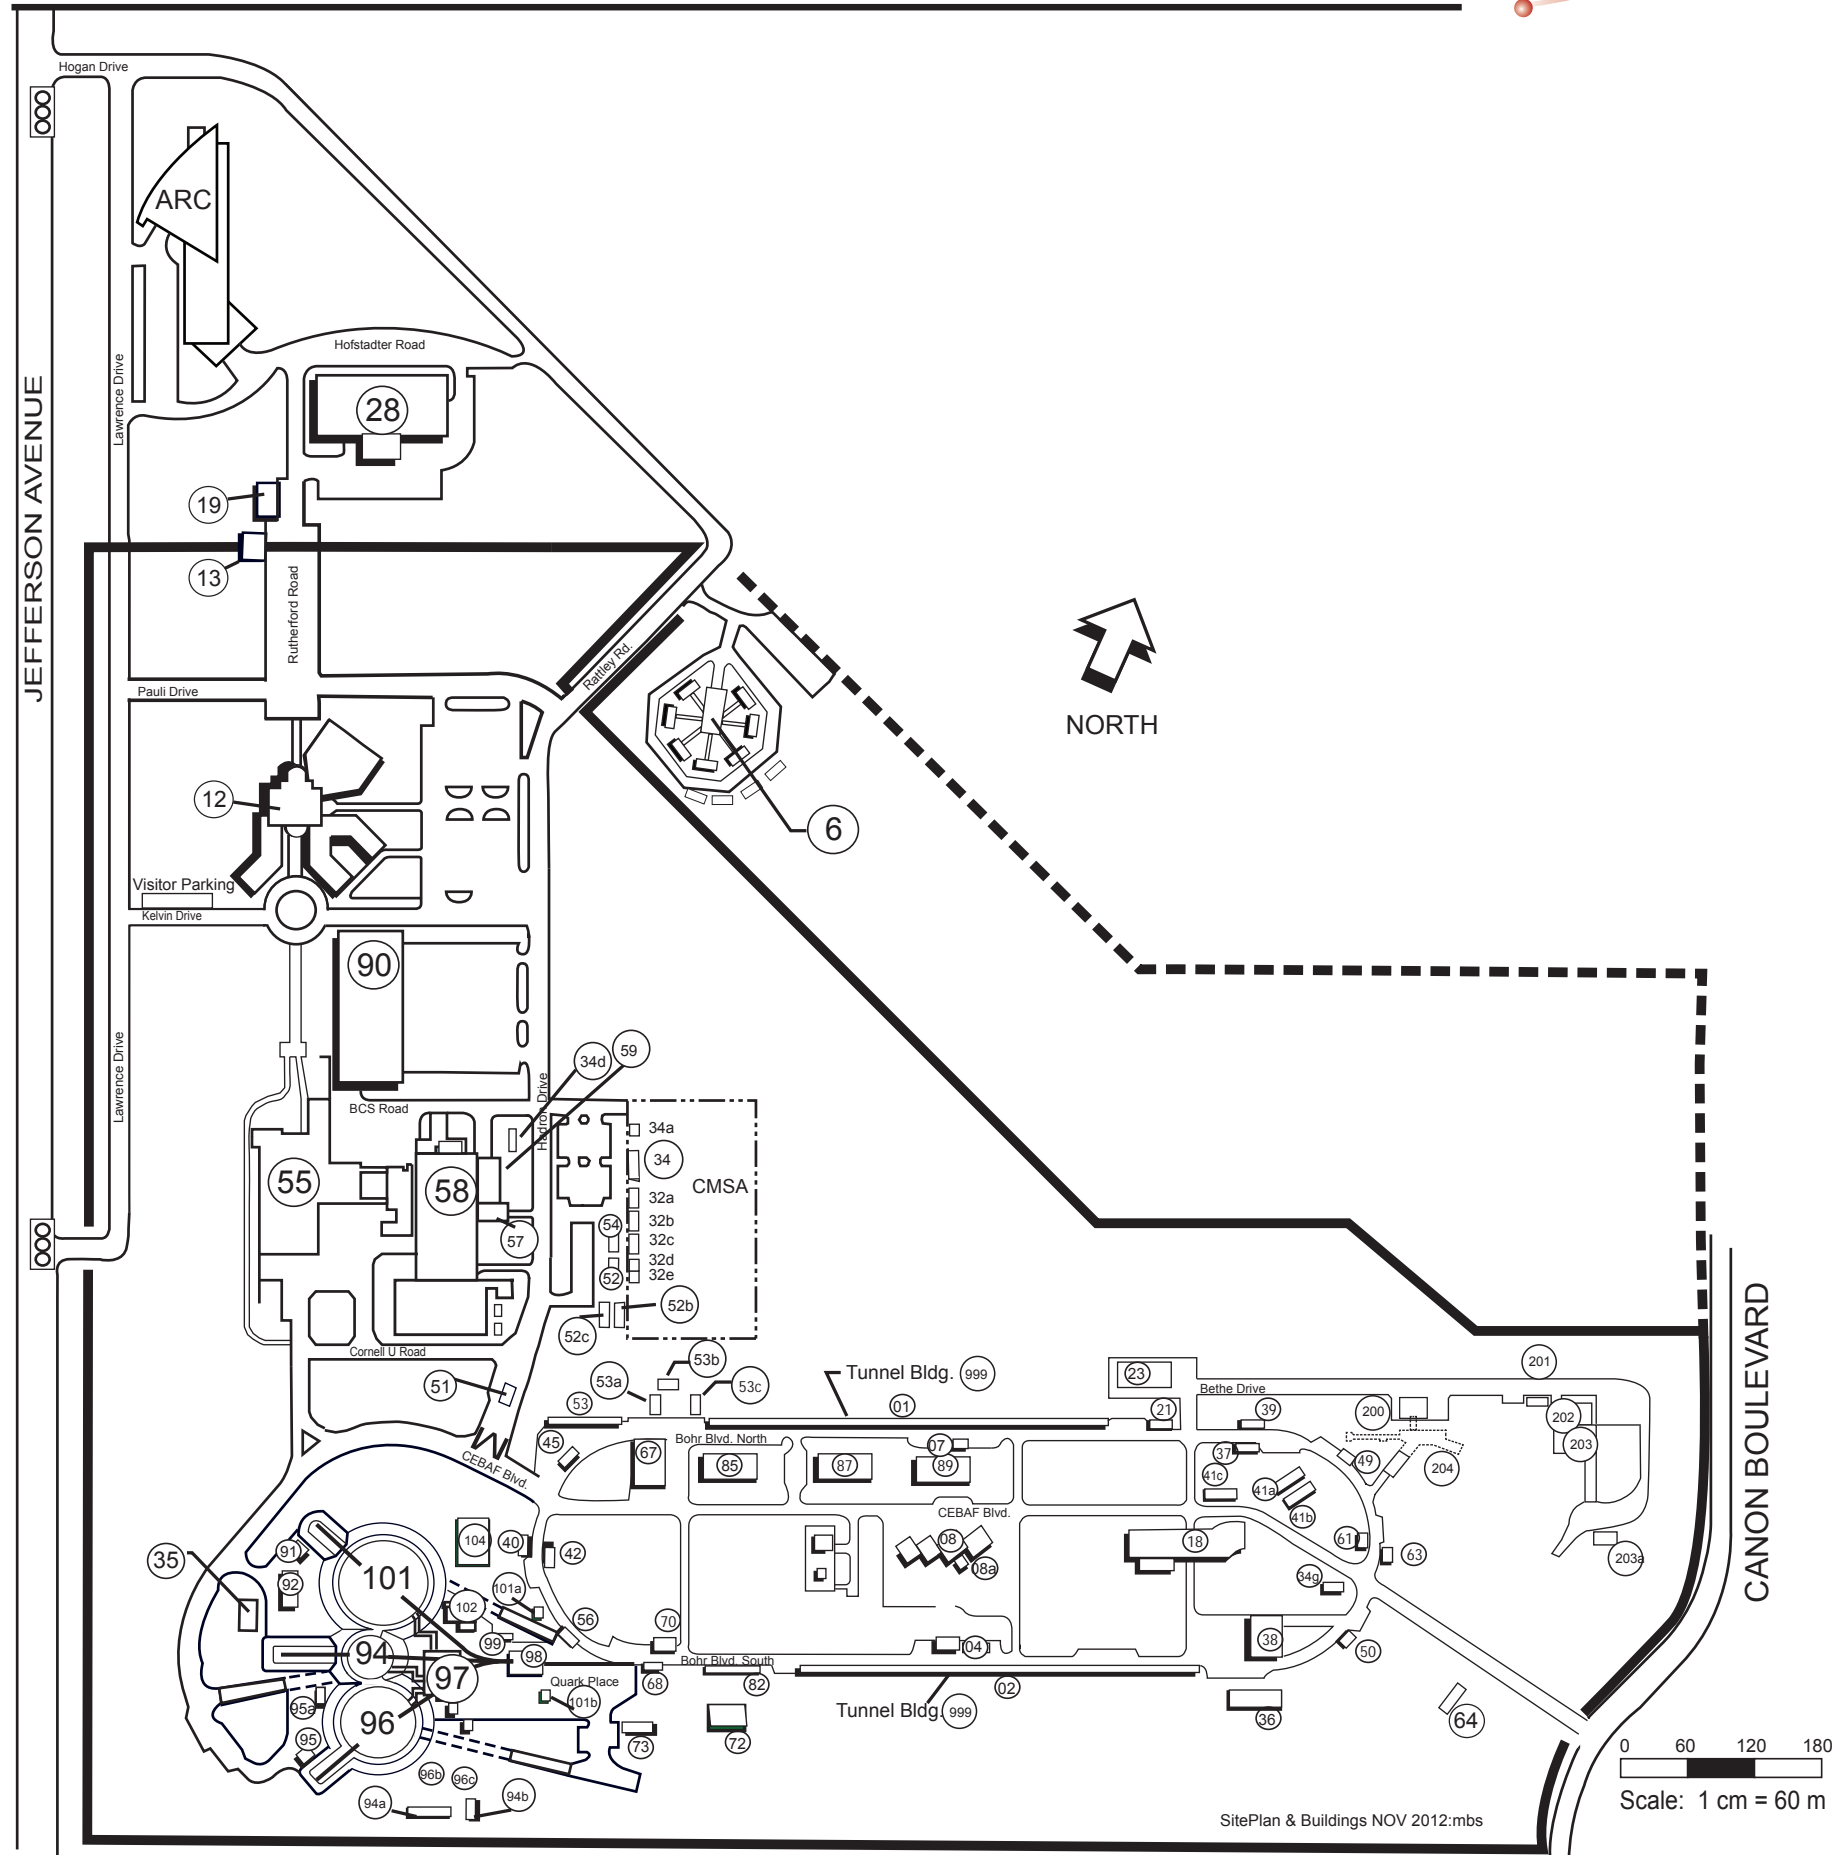 Hogan Drive
ARC
Hofstadter Road
Lawrence Drive
JEFFERSON AVENUE
28
19
13
Rutherford Road
Rattley Rd.
NORTH
Pauli Drive
12
6
Visitor Parking
Kelvin Drive
90
Lawrence Drive
34d
59
Hadron Drive
BCS Road
34a
34
CMSA
55
58
32a
54
32b
57
32c
32d
52
32e
52b
52c
Cornell U Road
CANON BOULEVARD
53b
201
51
53a
53c
Tunnel Bldg. 999
23
Bethe Drive
53
01
21
39
200
202
45
67
Bohr Blvd. North
07
37
203
CEBAF Blvd.
85
87
89
49
204
41c
41a
41b
CEBAF Blvd.
104
40
42
08
18
61
63
203a
91
35
101
08a
92
101a
34g
102
56
70
99
04
38
94
98
50
97
Bohr Blvd. South
Quark Place
68
82
02
95a
101b
Tunnel Bldg. 999
36
64
96
95
73
72
0 60 120 180
96b
96c
94a
94b
Scale: 1 cm = 60 m
SitePlan & Buildings NOV 2012:mbs